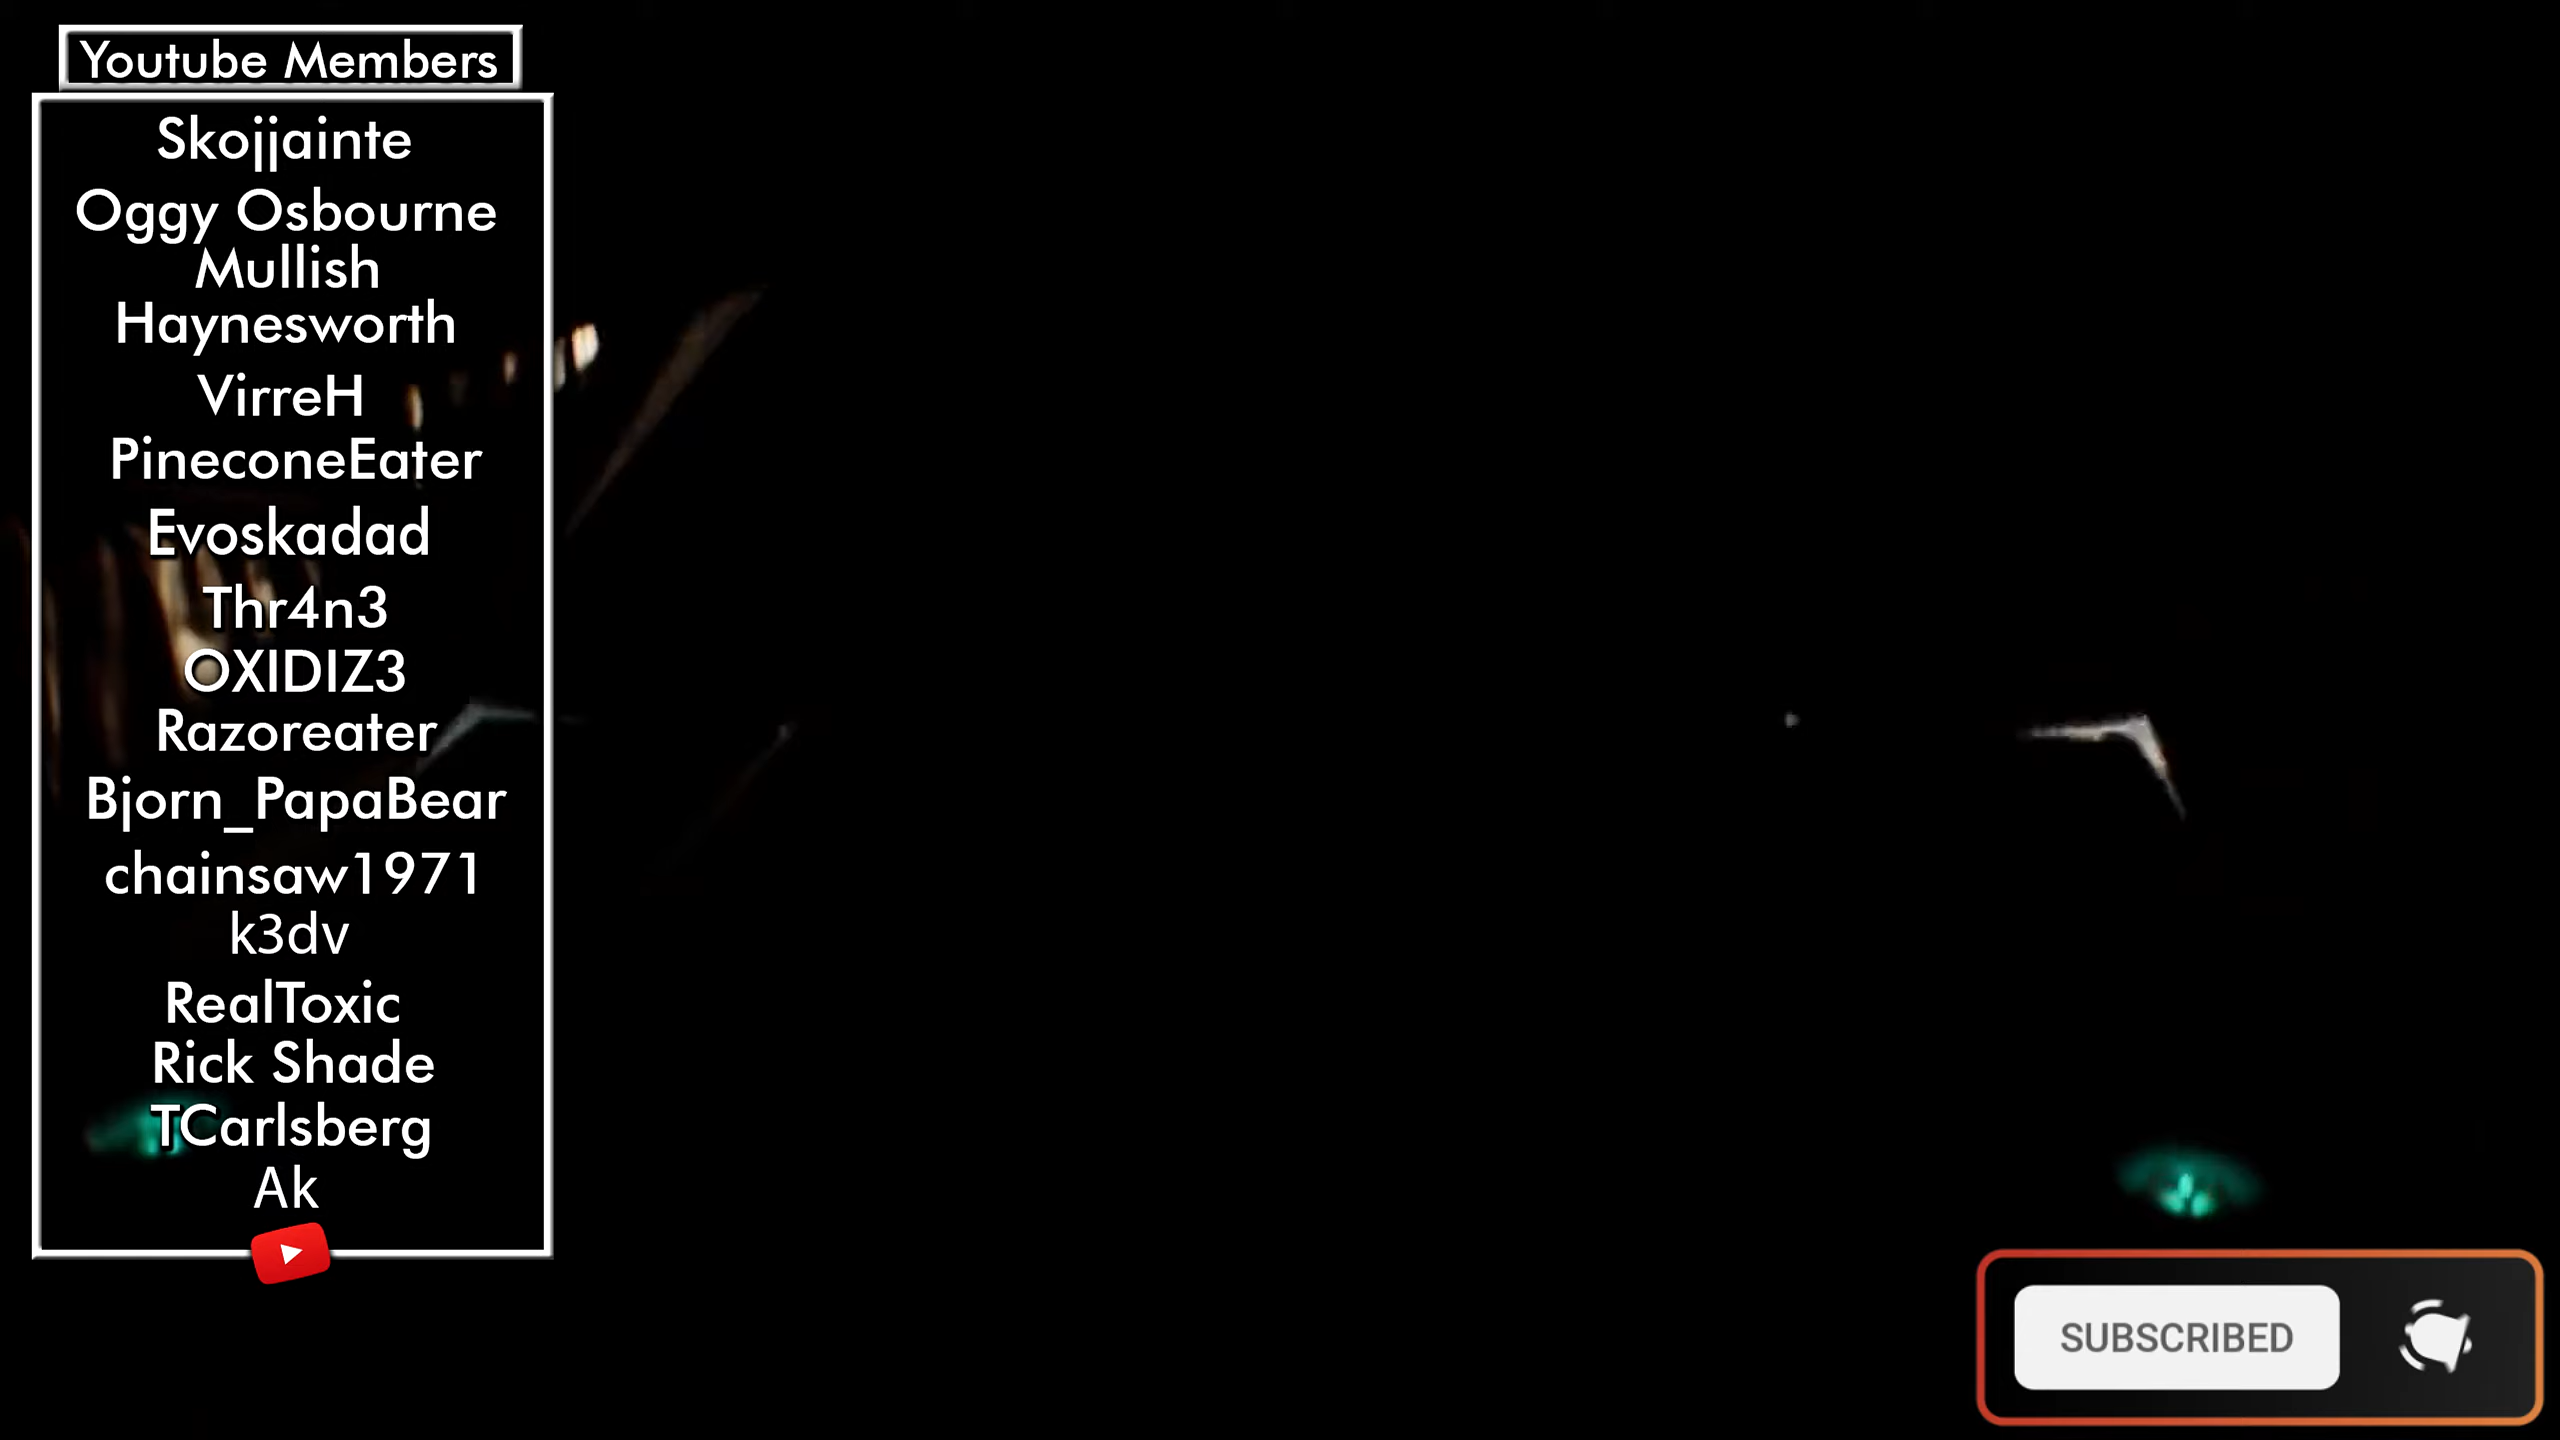 Youtube Members
Skojjainte
Oggy Osbourne
Mullish
Haynesworth
VirreH
PineconeEater
Evoskadad
Thr4n3
OXIDIZ3
Razoreater
Bjorn_PapaBear
chainsaw1971
k3dv
RealToxic
Rick Shade
TCarlsberg
Ak
SUBSCRIBED